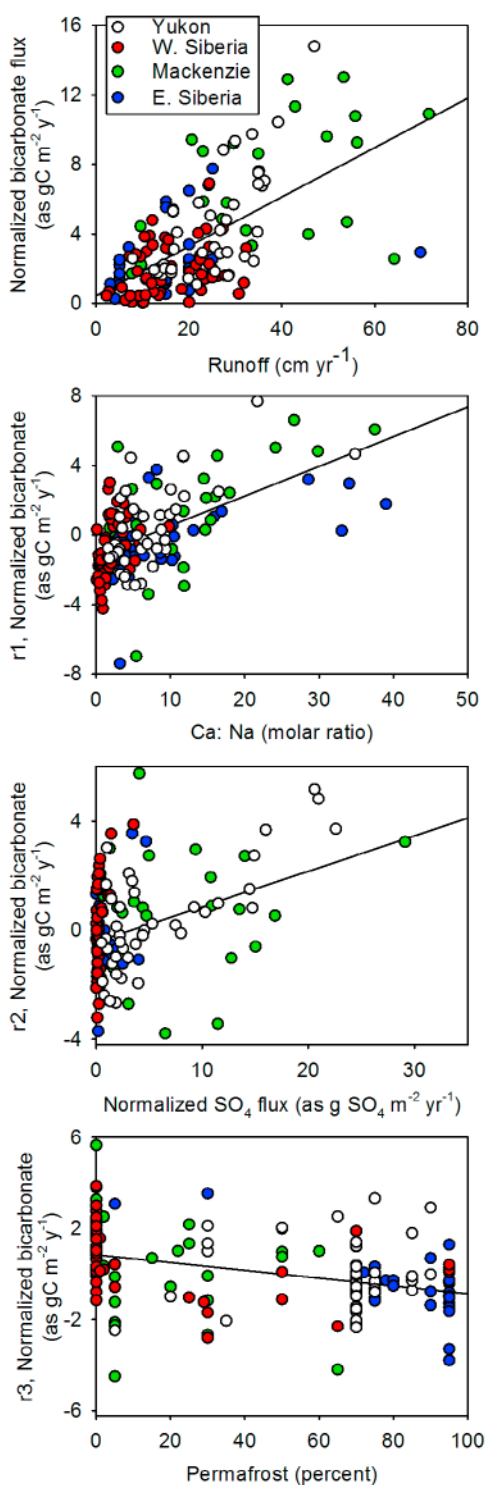 Yukon
W. Siberia
Mackenzie
E. Siberia
Normalized bicarbonate flux
(as gC m⁻² yr⁻¹)
16
12
8
4
0
0 20 40 60 80
Runoff (cm yr⁻¹)
r1, Normalized bicarbonate
(as gC m⁻² y⁻¹)
8
4
0
-4
-8
0 10 20 30 40 50
Ca: Na (molar ratio)
r2, Normalized bicarbonate
(as gC m⁻² y⁻¹)
4
0
-4
0 10 20 30
Normalized SO₄ flux (as g SO₄ m⁻² yr⁻¹)
r3, Normalized bicarbonate
(as gC m⁻² y⁻¹)
6
2
-2
-6
0 20 40 60 80 100
Permafrost (percent)